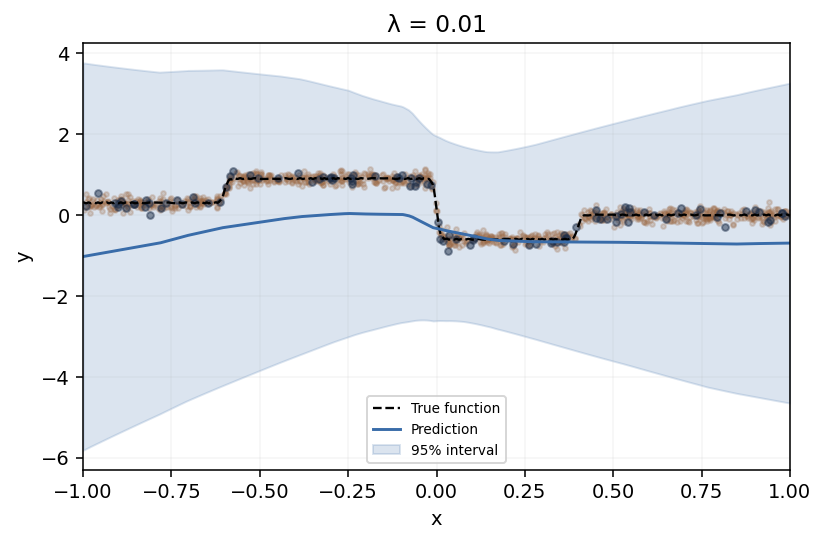 λ = 0.01
4
2
0
−2
−4
−6
y
True function
Prediction
95% interval
−1.00 −0.75 −0.50 −0.25 0.00 0.25 0.50 0.75 1.00
x